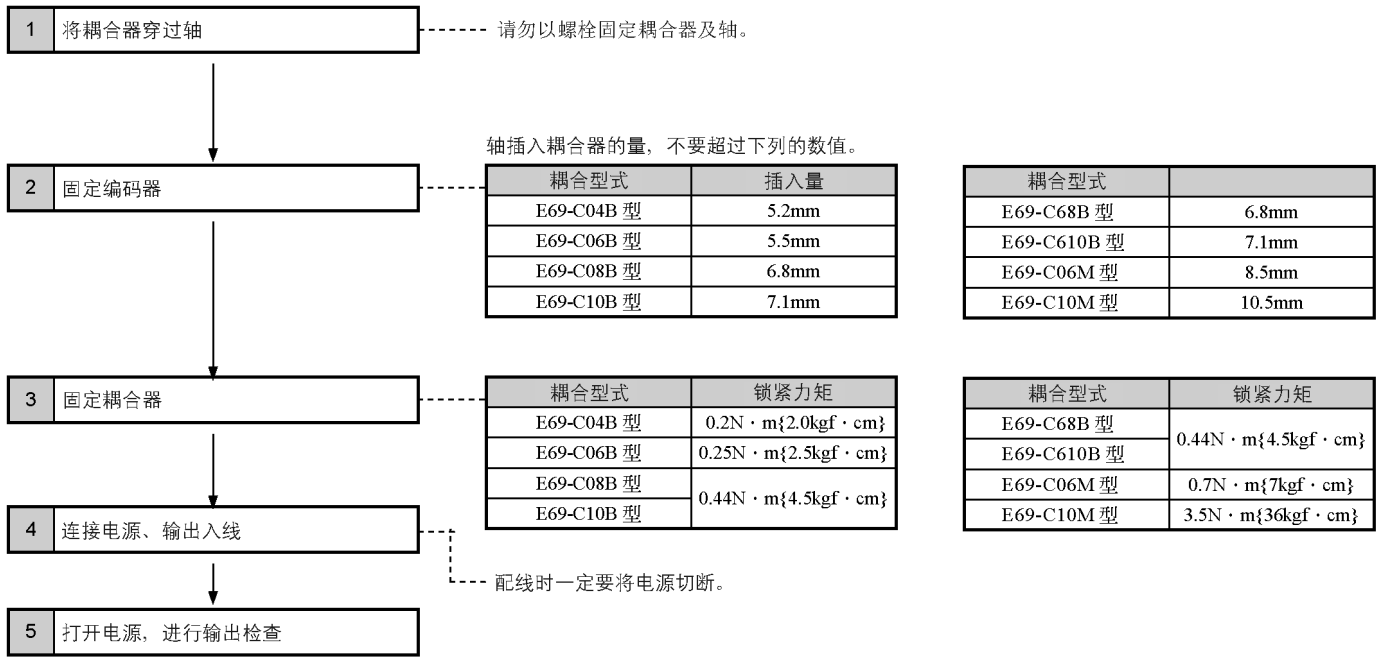 1 将耦合器穿过轴
请勿以螺栓固定耦合器及轴。
轴插入耦合器的量，不要超过下列的数值。
2 固定编码器
耦合型式 插入量
E69-C04B 型 5.2mm
E69-C06B 型 5.5mm
E69-C08B 型 6.8mm
E69-C10B 型 7.1mm
耦合型式
E69-C68B 型 6.8mm
E69-C610B 型 7.1mm
E69-C06M 型 8.5mm
E69-C10M 型 10.5mm
3 固定耦合器
耦合型式 锁紧力矩
E69-C04B 型 0.2N・m{2.0kgf・cm}
E69-C06B 型 0.25N・m{2.5kgf・cm}
E69-C08B 型
0.44N・m{4.5kgf・cm}
E69-C10B 型
耦合型式 锁紧力矩
E69-C68B 型
0.44N・m{4.5kgf・cm}
E69-C610B 型
E69-C06M 型 0.7N・m{7kgf・cm}
E69-C10M 型 3.5N・m{36kgf・cm}
4 连接电源、输出入线
配线时一定要将电源切断。
5 打开电源，进行输出检查